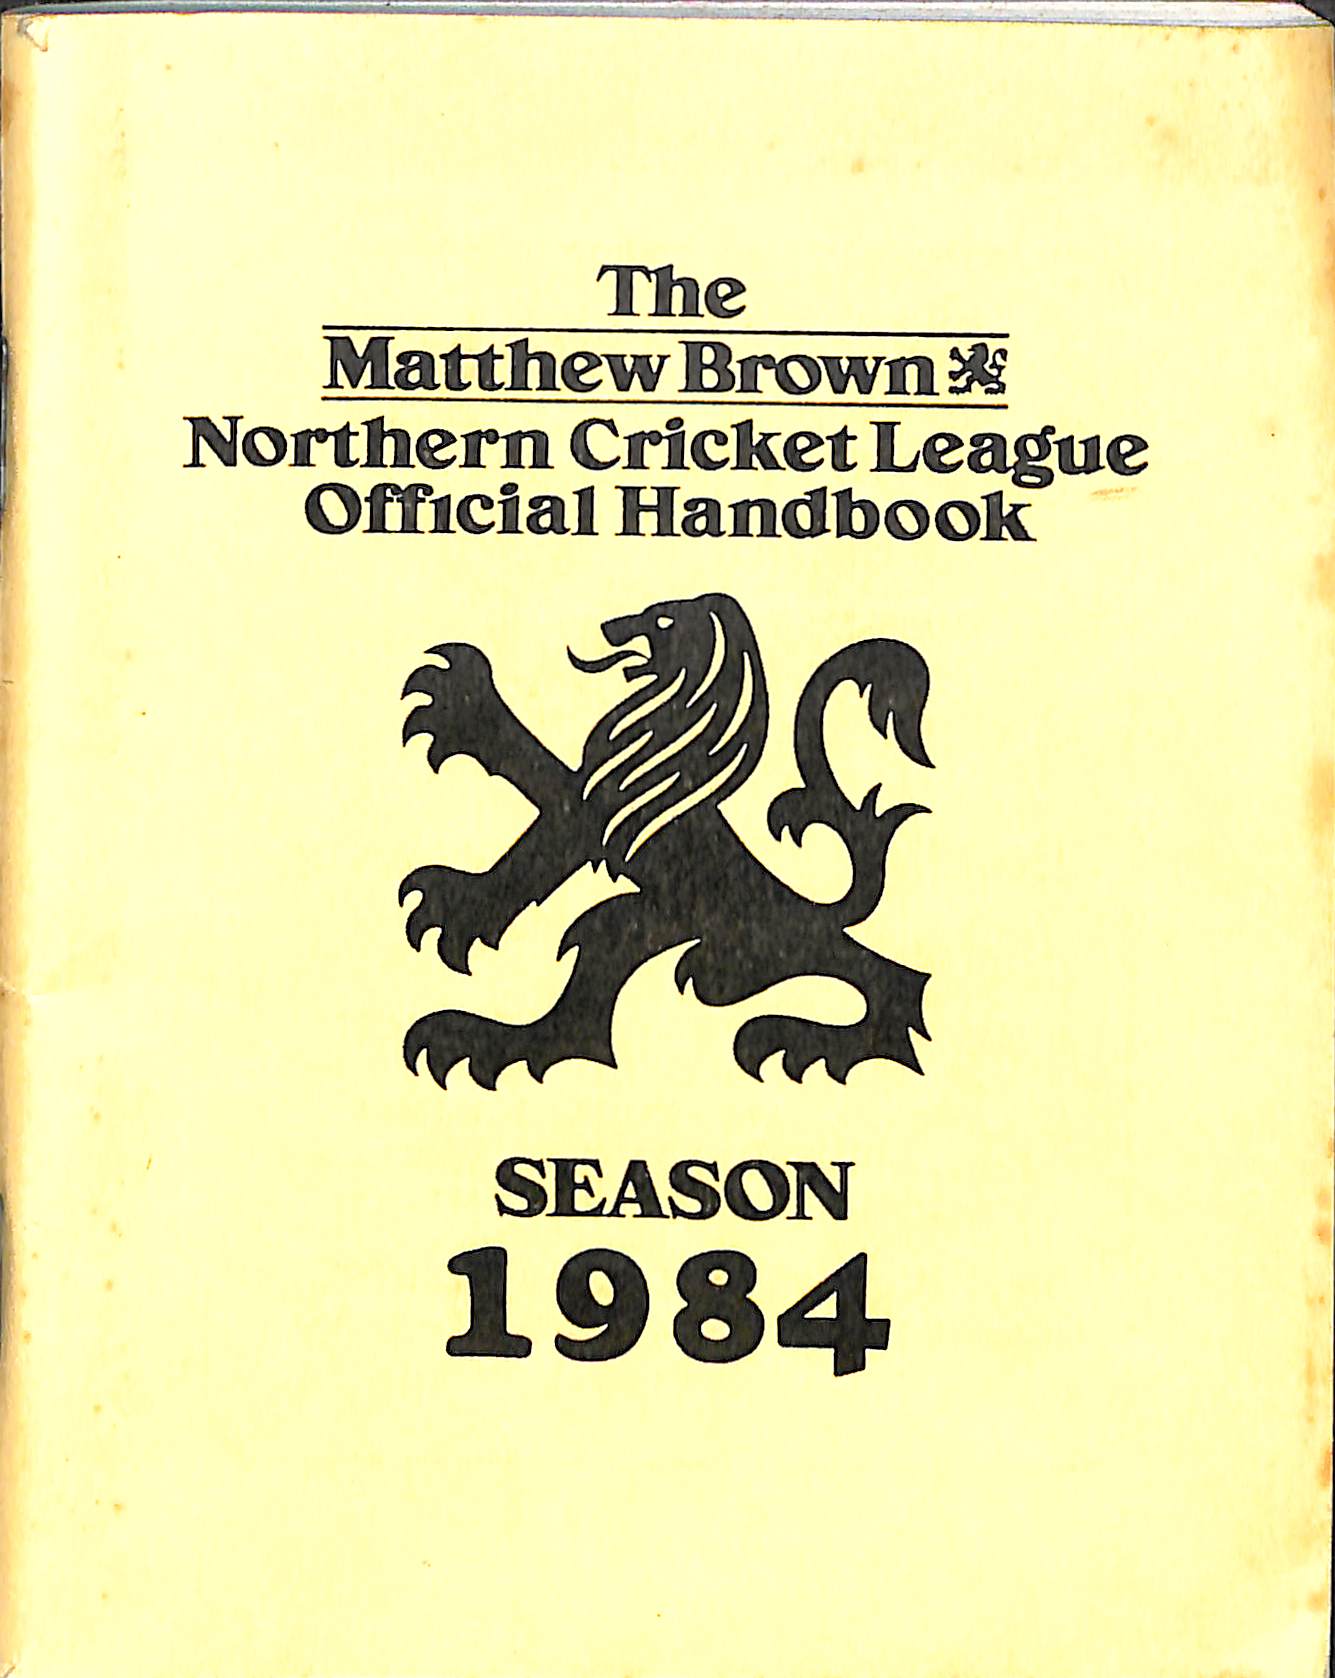 The
Matthew Brown
Northern Cricket League
Official Handbook
SEASON
1984